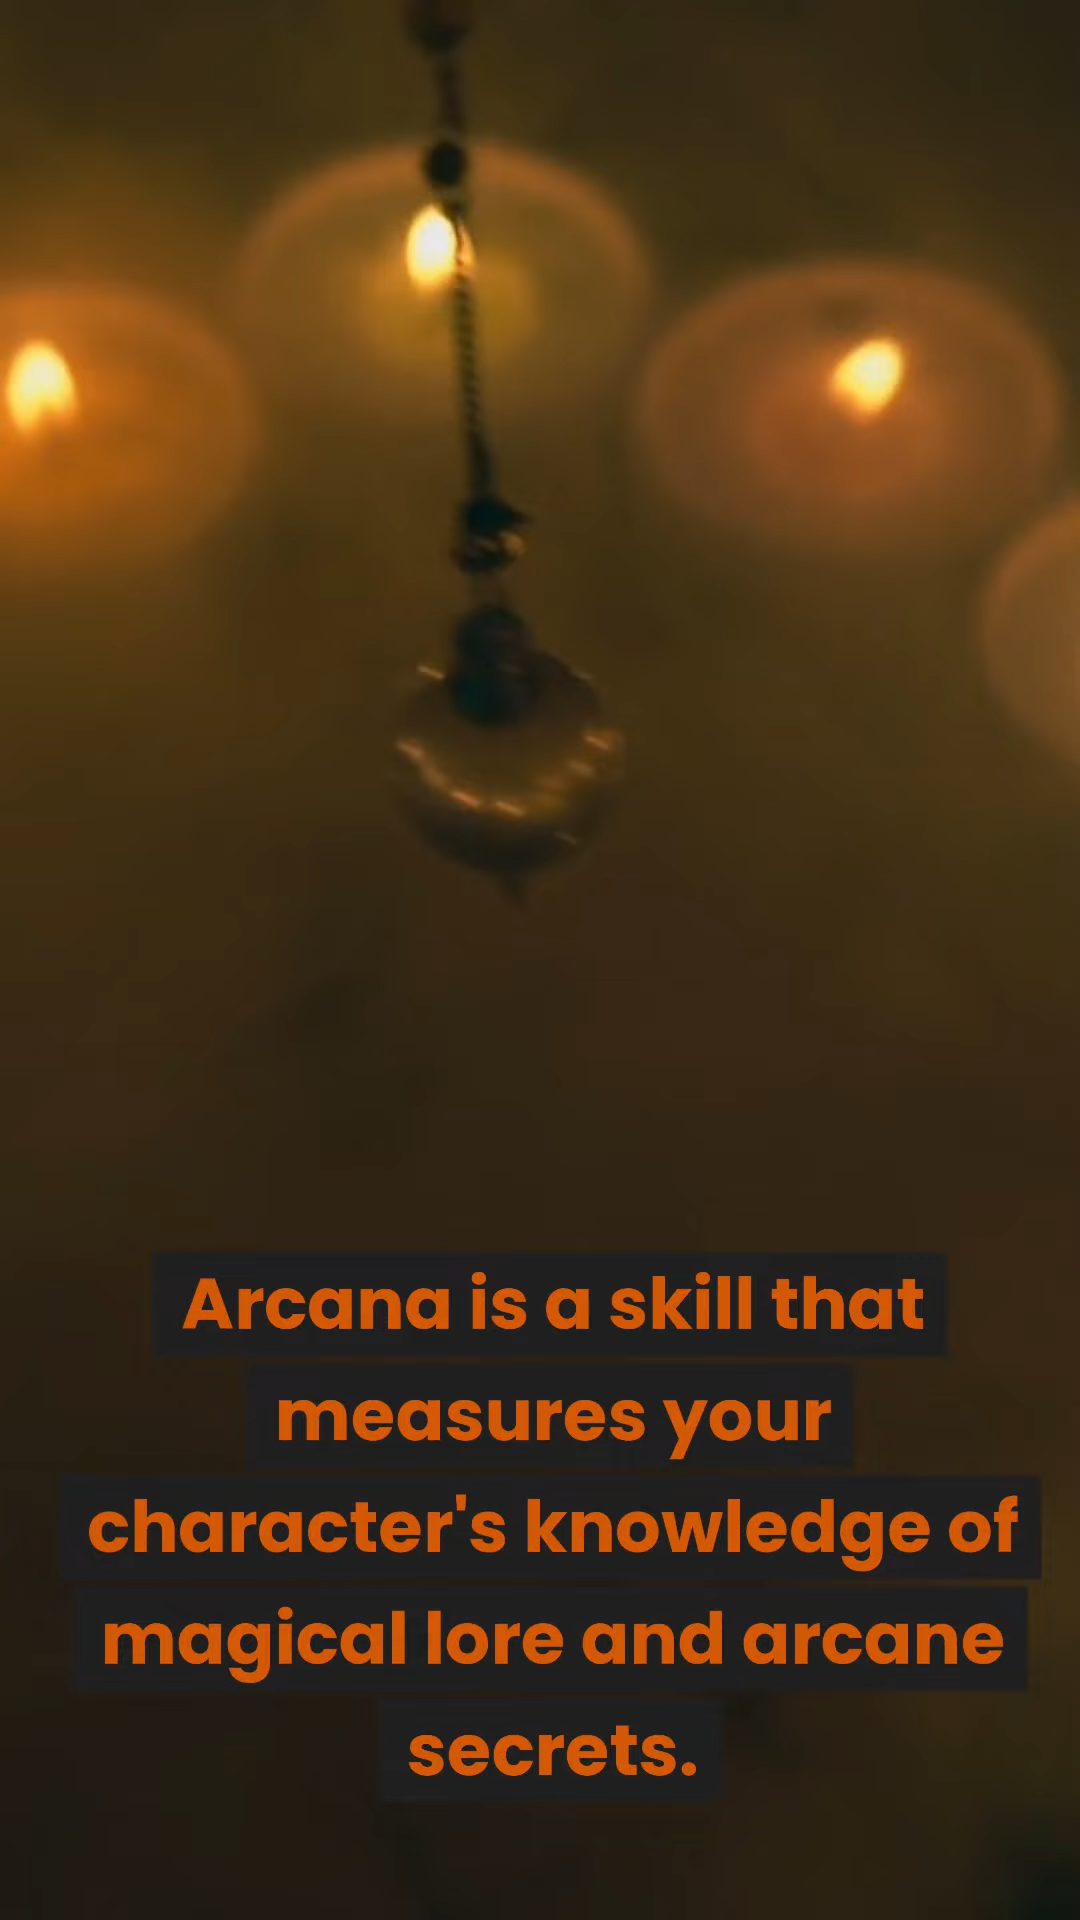 Arcana is a skill that
measures your
character's knowledge of
magical lore and arcane
secrets.